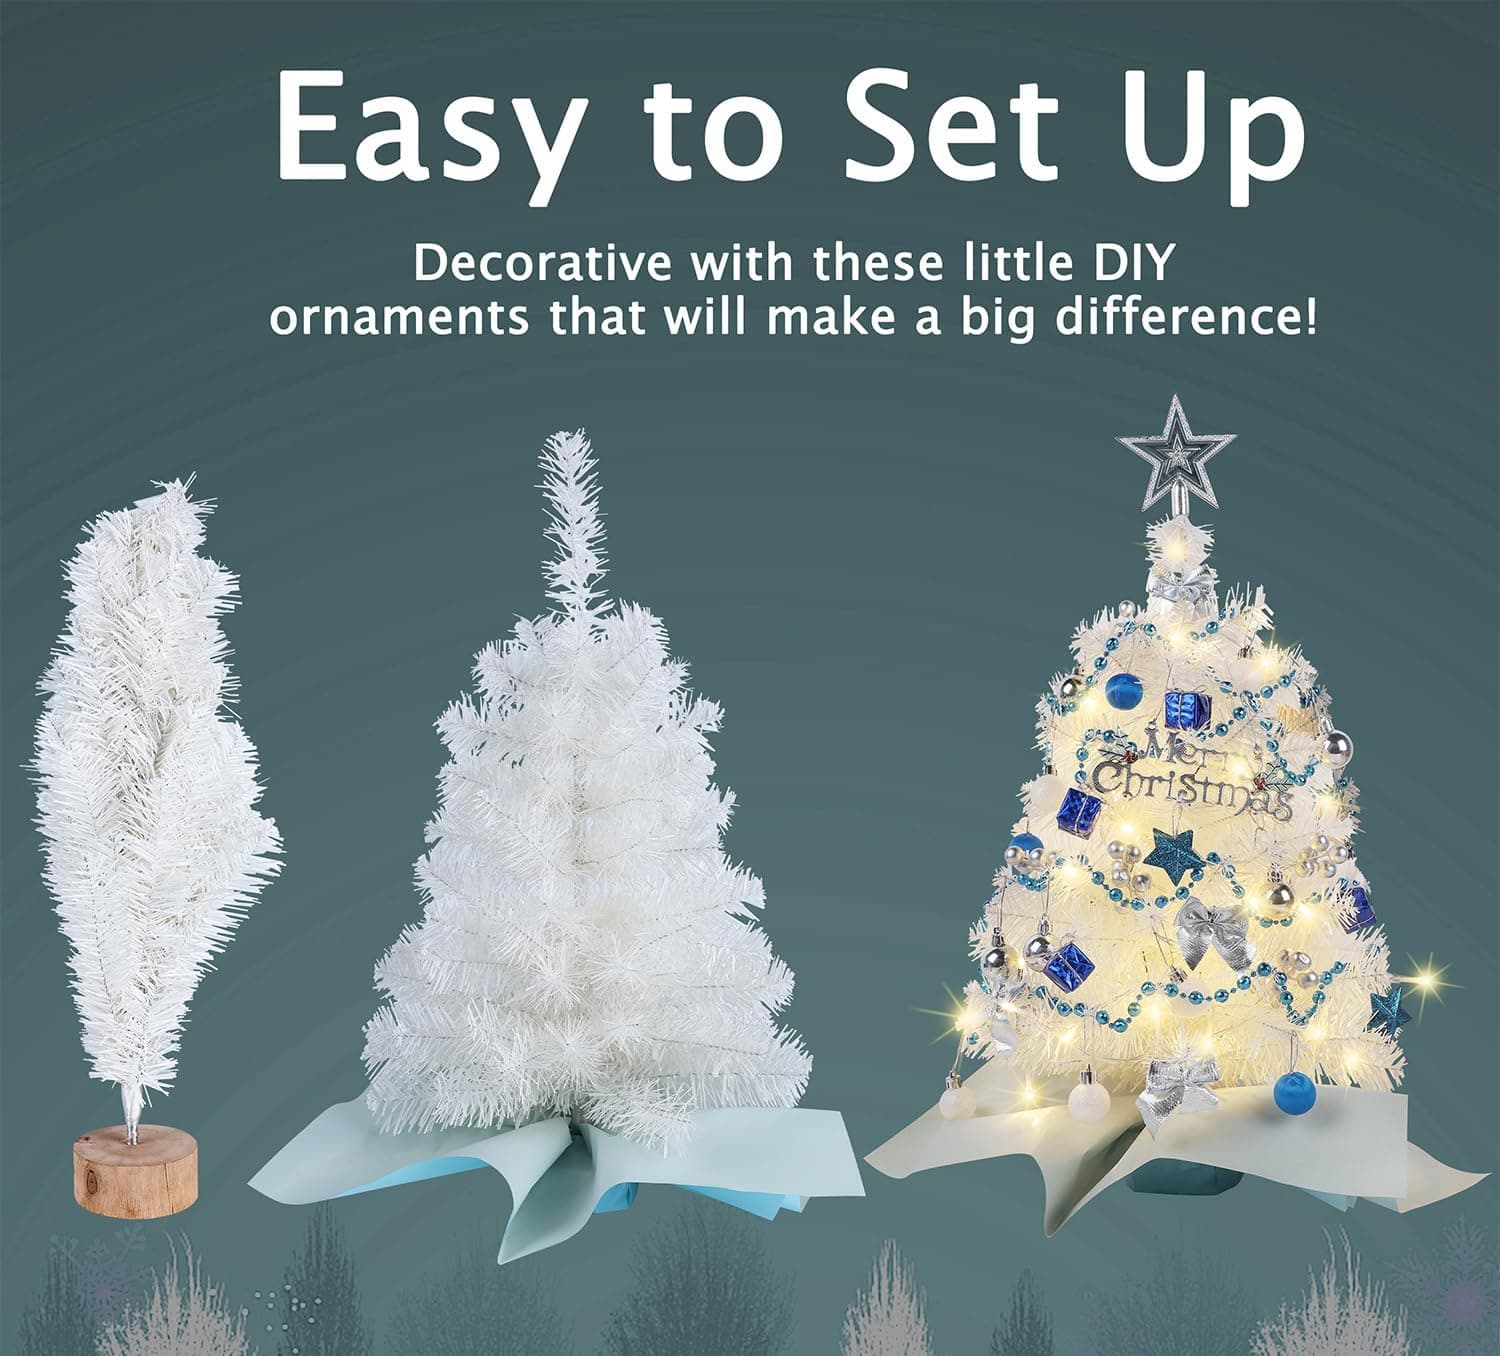 Easy to Set Up
Decorative with these little DIY
ornaments that will make a big difference!
Merry
Christmas